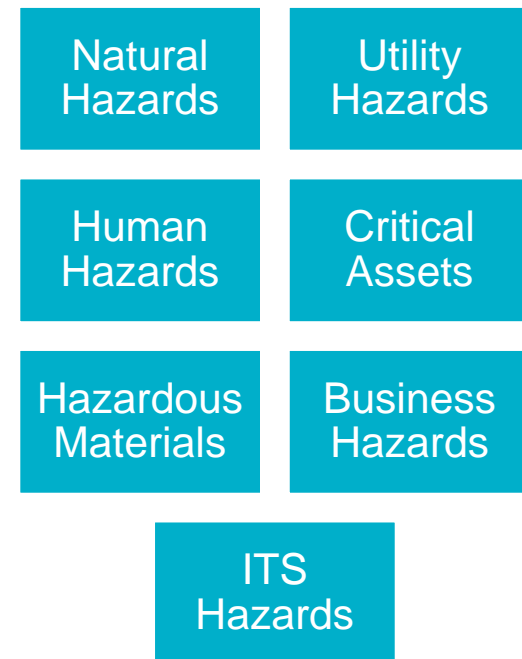 Natural
Hazards
Utility
Hazards
Human
Hazards
Critical
Assets
Hazardous
Materials
Business
Hazards
ITS
Hazards